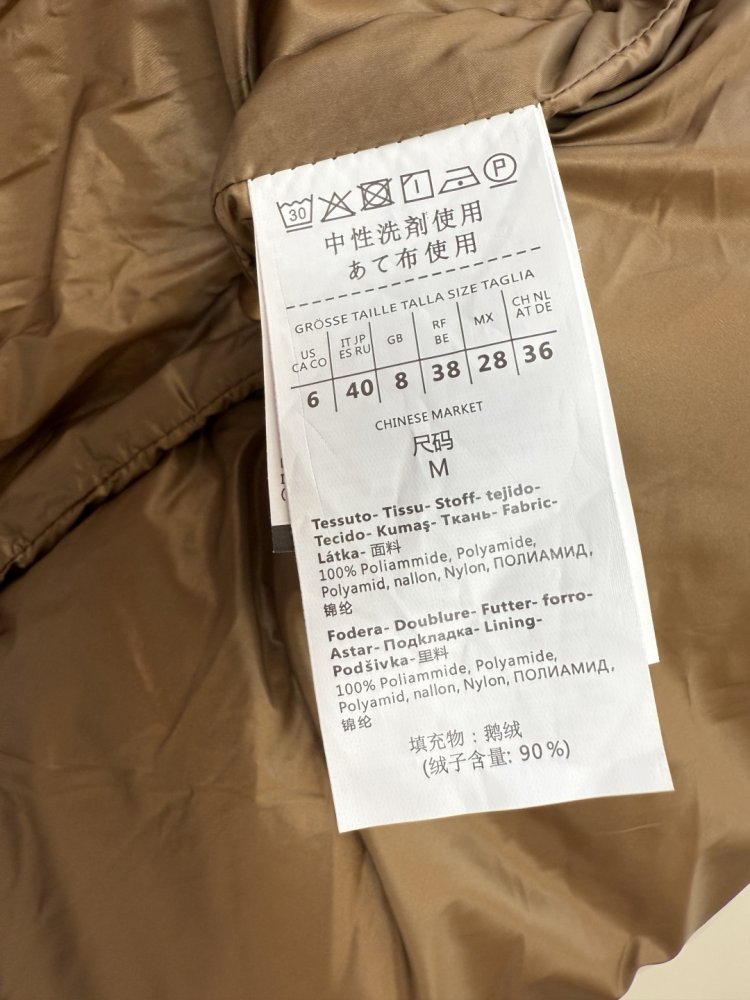 30 P
中性洗剤使用
あて布使用
GRÖSSE TAILLE TALLA SIZE TAGLIA
US CA CO IT JP ES RU GB RF BE MX CH NL AT DE
6 40 8 38 28 36
CHINESE MARKET
尺码
M
Tessuto- Tissu- Stoff- tejido-
Tecido- Kumaş- Ткань- Fabric-
Látka- 面料
100% Poliammide, Polyamide,
Polyamid, nallon, Nylon, ПОЛИАМИД,
锦纶
Fodera- Doublure- Futter- forro-
Astar- Подкладка- Lining-
Podšívka- 里料
100% Poliammide, Polyamide,
Polyamid, nallon, Nylon, ПОЛИАМИД,
锦纶
填充物：鹅绒
(绒子含量: 90%)